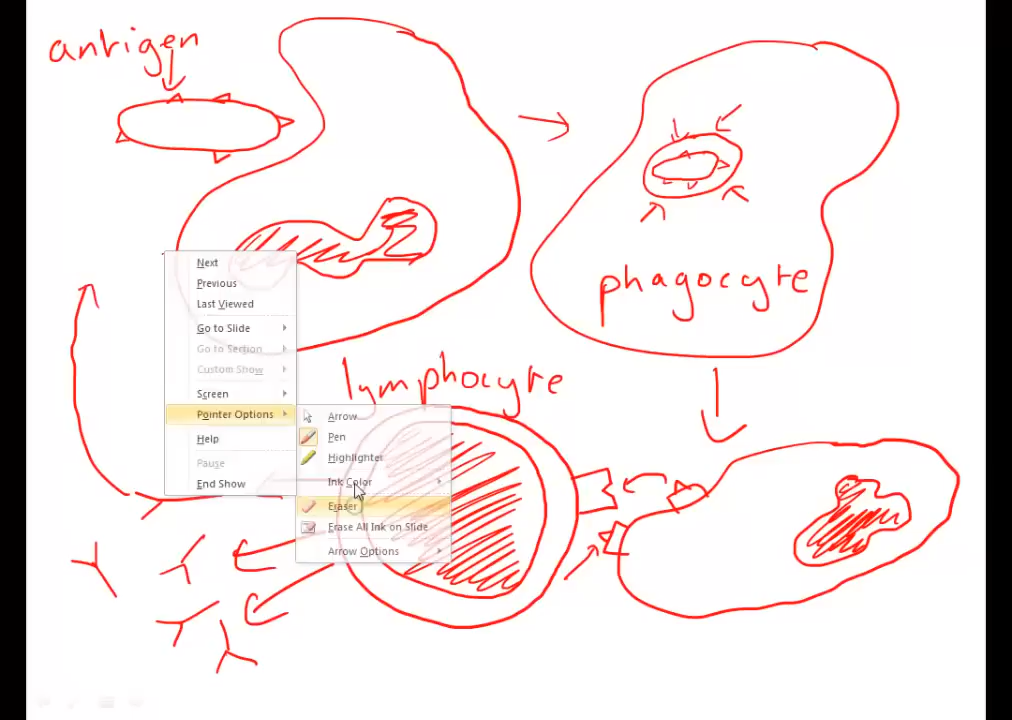 antigen
phagocyte
lymphocyte
Next
Previous
Last Viewed
Go to Slide
Go to Section
Custom Show
Screen
Pointer Options
Help
Pause
End Show
Arrow
Pen
Highlighter
Ink Color
Eraser
Erase All Ink on Slide
Arrow Options